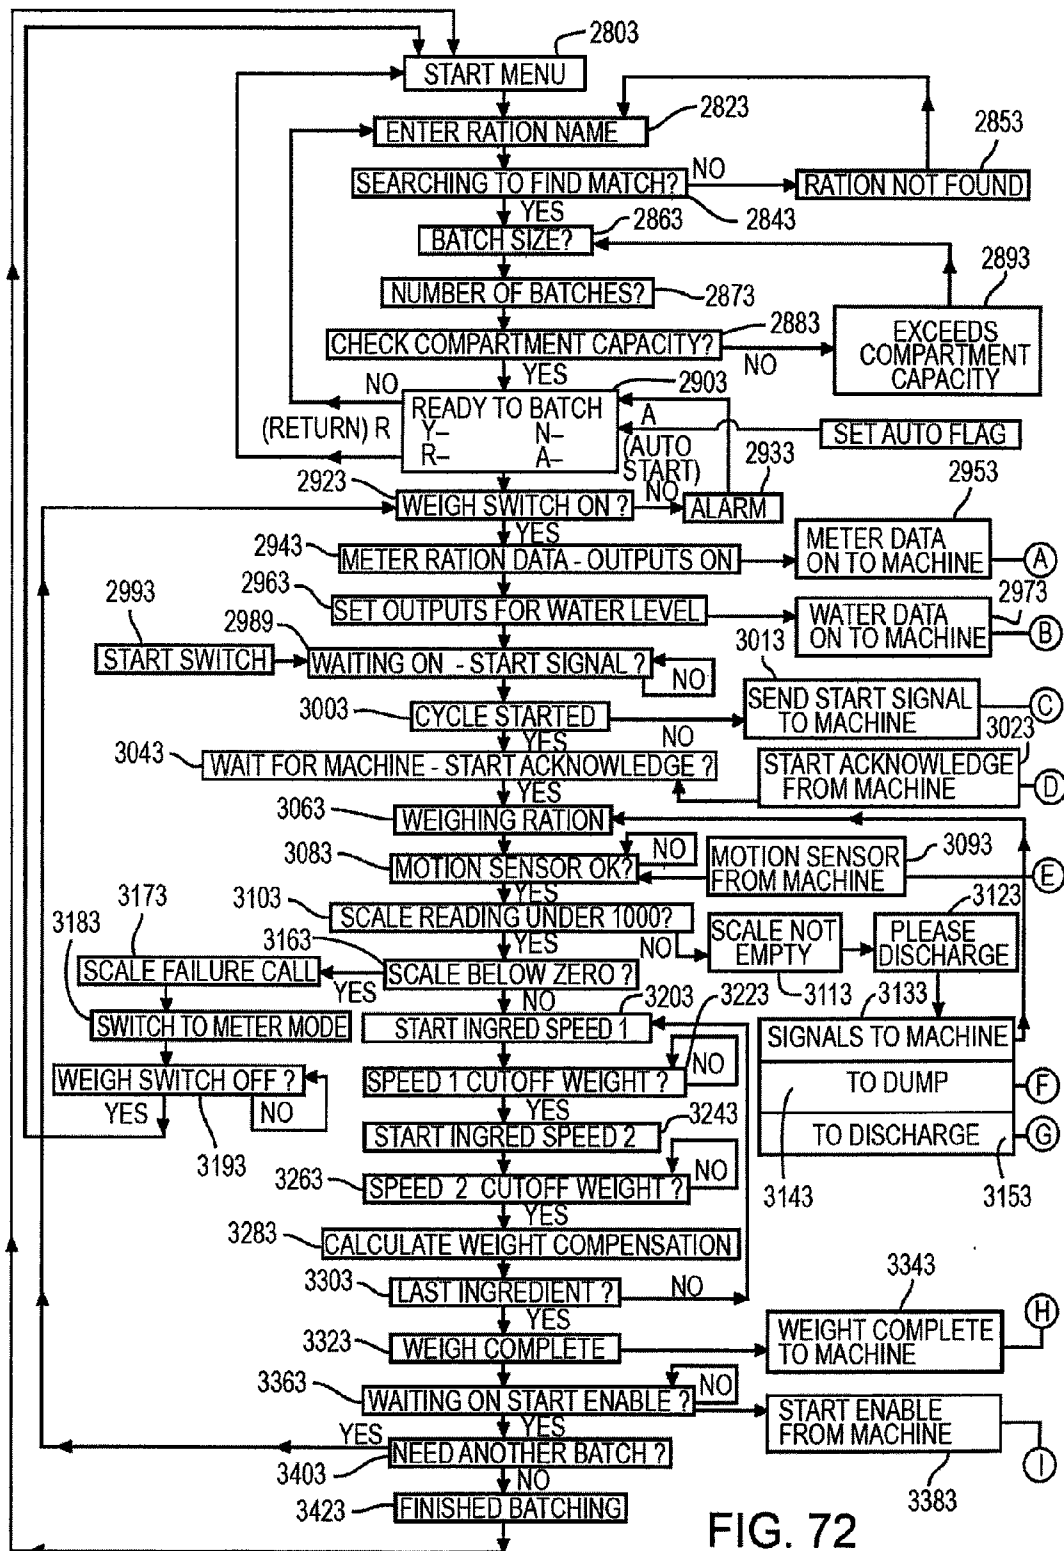 2803
START MENU
2823
ENTER RATION NAME
2853
SEARCHING TO FIND MATCH?
NO
RATION NOT FOUND
2843
YES
2863
BATCH SIZE?
2893
NUMBER OF BATCHES?
2873
2883
CHECK COMPARTMENT CAPACITY?
NO
EXCEEDS
COMPARTMENT
CAPACITY
YES
NO
2903
READY TO BATCH
Y– N–
R– A–
(RETURN) R
A
(AUTO
START)
SET AUTO FLAG
2933
2923
WEIGH SWITCH ON ?
NO
ALARM
2953
YES
2943
METER RATION DATA - OUTPUTS ON
METER DATA
ON TO MACHINE
A
2963
SET OUTPUTS FOR WATER LEVEL
WATER DATA
ON TO MACHINE
2973
B
2993
START SWITCH
2989
WAITING ON - START SIGNAL ?
NO
3013
3003
CYCLE STARTED
SEND START SIGNAL
TO MACHINE
C
YES
NO
3023
3043
WAIT FOR MACHINE - START ACKNOWLEDGE ?
START ACKNOWLEDGE
FROM MACHINE
D
YES
3063
WEIGHING RATION
3083
MOTION SENSOR OK?
NO
MOTION SENSOR
FROM MACHINE
3093
E
YES
3103
SCALE READING UNDER 1000?
NO
SCALE NOT
EMPTY
3113
3123
PLEASE
DISCHARGE
YES
3173
3163
SCALE BELOW ZERO ?
YES
SCALE FAILURE CALL
3183
SWITCH TO METER MODE
WEIGH SWITCH OFF ?
YES
NO
3193
NO
3203
START INGRED SPEED 1
3223
3133
SIGNALS TO MACHINE
TO DUMP
F
TO DISCHARGE
G
3143
3153
SPEED 1 CUTOFF WEIGHT ?
NO
YES
3243
START INGRED SPEED 2
3263
SPEED 2 CUTOFF WEIGHT ?
NO
YES
3283
CALCULATE WEIGHT COMPENSATION
3303
LAST INGREDIENT ?
NO
3343
H
YES
3323
WEIGH COMPLETE
WEIGHT COMPLETE
TO MACHINE
3363
WAITING ON START ENABLE ?
NO
START ENABLE
FROM MACHINE
I
3383
YES
YES
3403
NEED ANOTHER BATCH ?
NO
3423
FINISHED BATCHING
FIG. 72